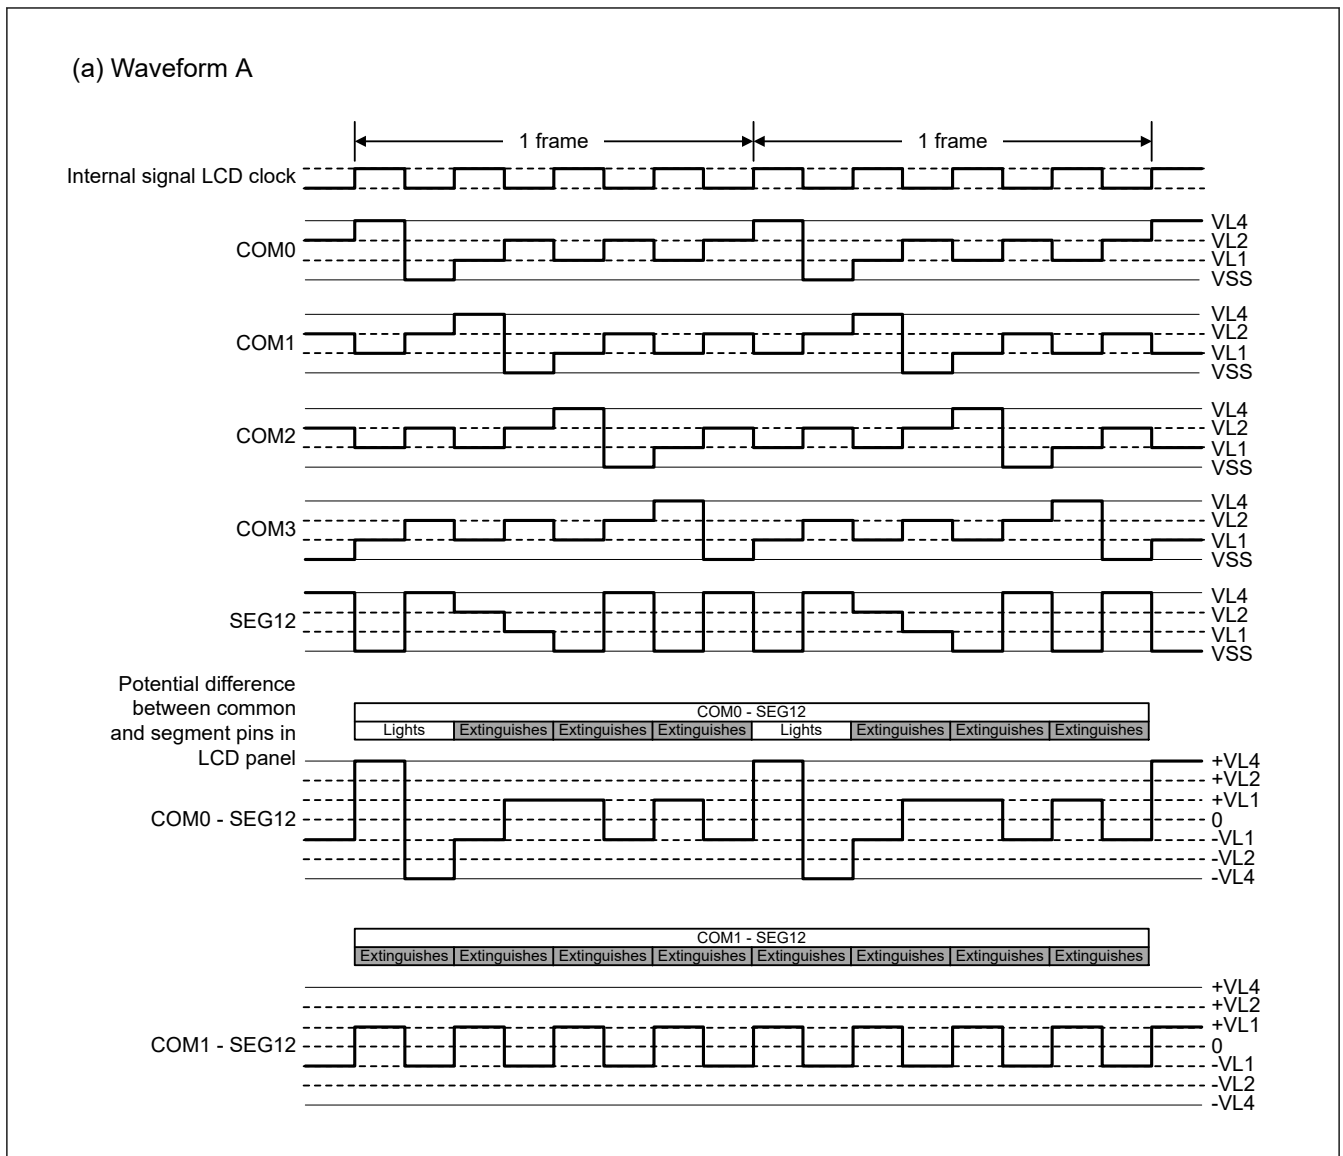 (a) Waveform A
1 frame 1 frame
Internal signal LCD clock
COM0
VL4
VL2
VL1
VSS
COM1
VL4
VL2
VL1
VSS
COM2
VL4
VL2
VL1
VSS
COM3
VL4
VL2
VL1
VSS
SEG12
VL4
VL2
VL1
VSS
Potential difference
between common
and segment pins in
LCD panel
COM0 - SEG12
Lights Extinguishes Extinguishes Extinguishes Lights Extinguishes Extinguishes Extinguishes
COM0 - SEG12
+VL4
+VL2
+VL1
0
-VL1
-VL2
-VL4
COM1 - SEG12
Extinguishes Extinguishes Extinguishes Extinguishes Extinguishes Extinguishes Extinguishes Extinguishes
COM1 - SEG12
+VL4
+VL2
+VL1
0
-VL1
-VL2
-VL4